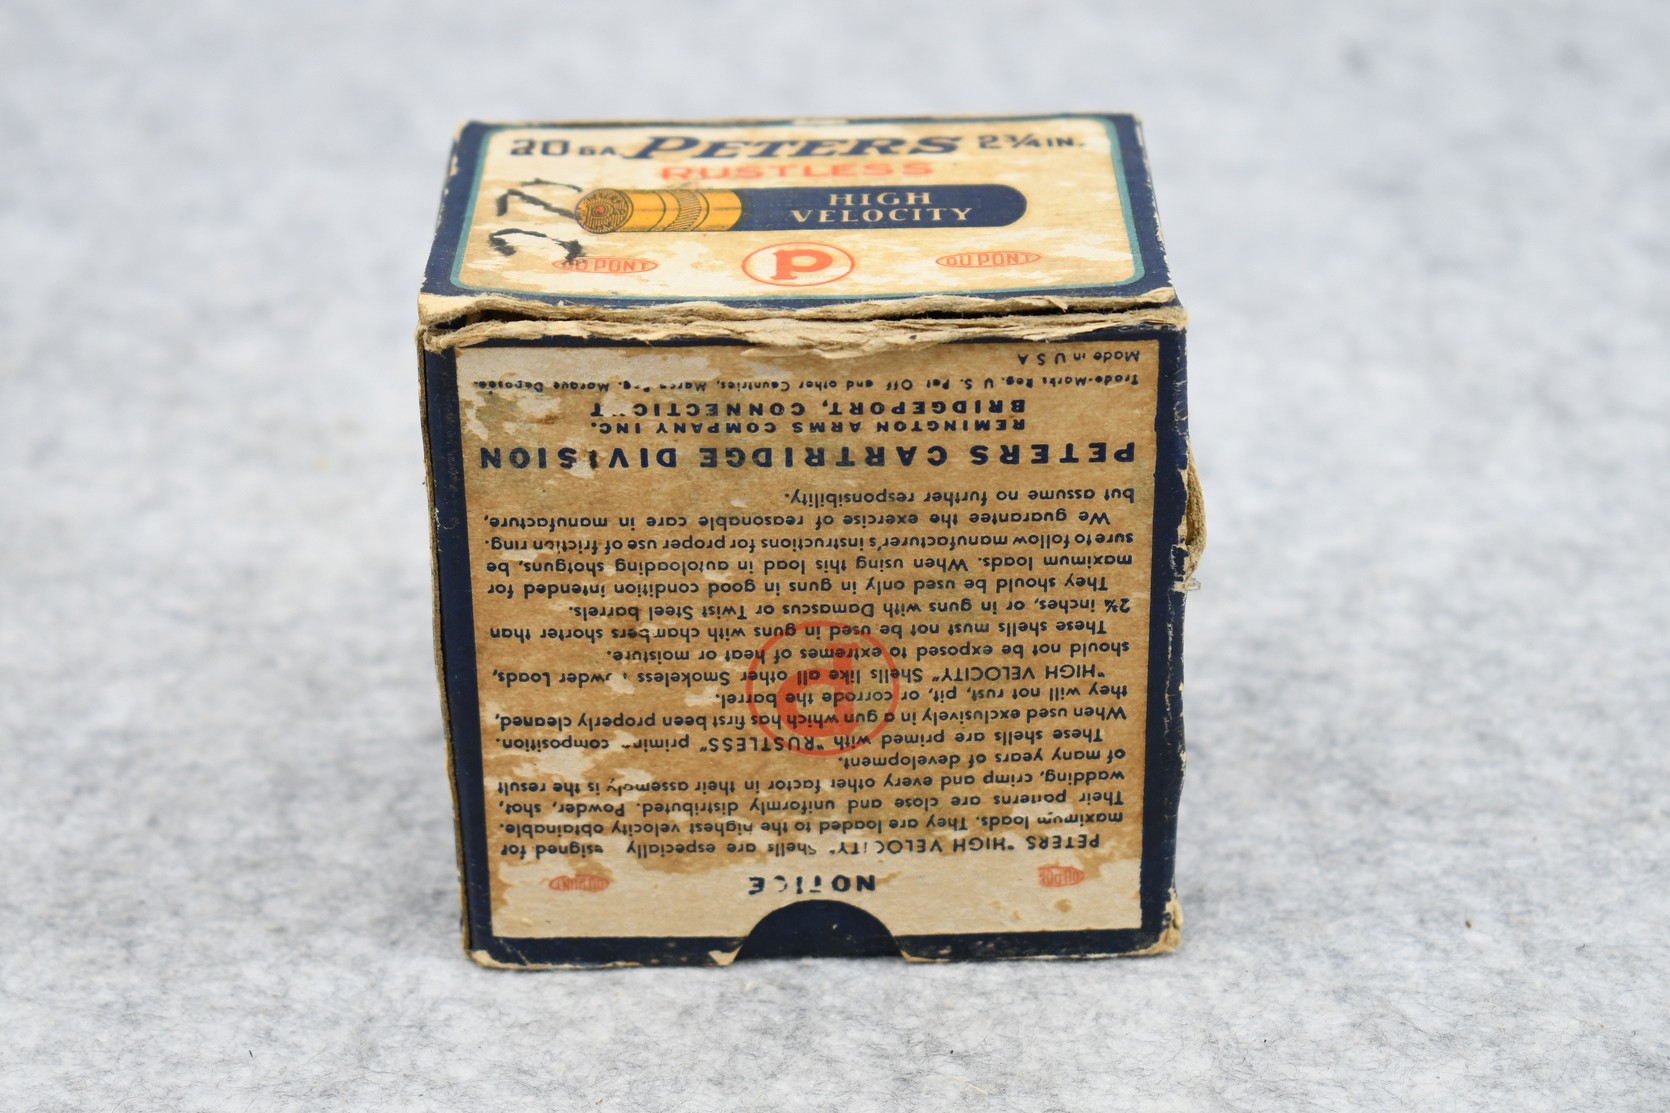 20 GA. PETERS 2¾ IN.
RUSTLESS
HIGH
VELOCITY
DU PONT P DU PONT
NOTICE
DU PONT DU PONT
PETERS "HIGH VELOCITY" Shells are especially designed for
maximum loads. They are loaded to the highest velocity obtainable.
Their patterns are close and uniformly distributed. Powder, shot,
wadding, crimp and every other factor in their assembly is the result
of many years of development.
These shells are primed with "RUSTLESS" priming composition.
When used exclusively in a gun which has first been properly cleaned,
they will not rust, pit, or corrode the barrel.
"HIGH VELOCITY" Shells like all other Smokeless Powder Loads,
should not be exposed to extremes of heat or moisture.
These shells must not be used in guns with chambers shorter than
2¾ inches, or in guns with Damascus or Twist Steel barrels.
They should be used only in guns in good condition intended for
maximum loads. When using this load in autoloading shotguns, be
sure to follow manufacturer's instructions for proper use of friction ring.
We guarantee the exercise of reasonable care in manufacture,
but assume no further responsibility.
P
PETERS CARTRIDGE DIVISION
REMINGTON ARMS COMPANY INC.
BRIDGEPORT, CONNECTICUT
Trade-Marks Reg. U. S. Pat Off and other Countries, Marca Reg. Marque Deposee.
Made in U S A